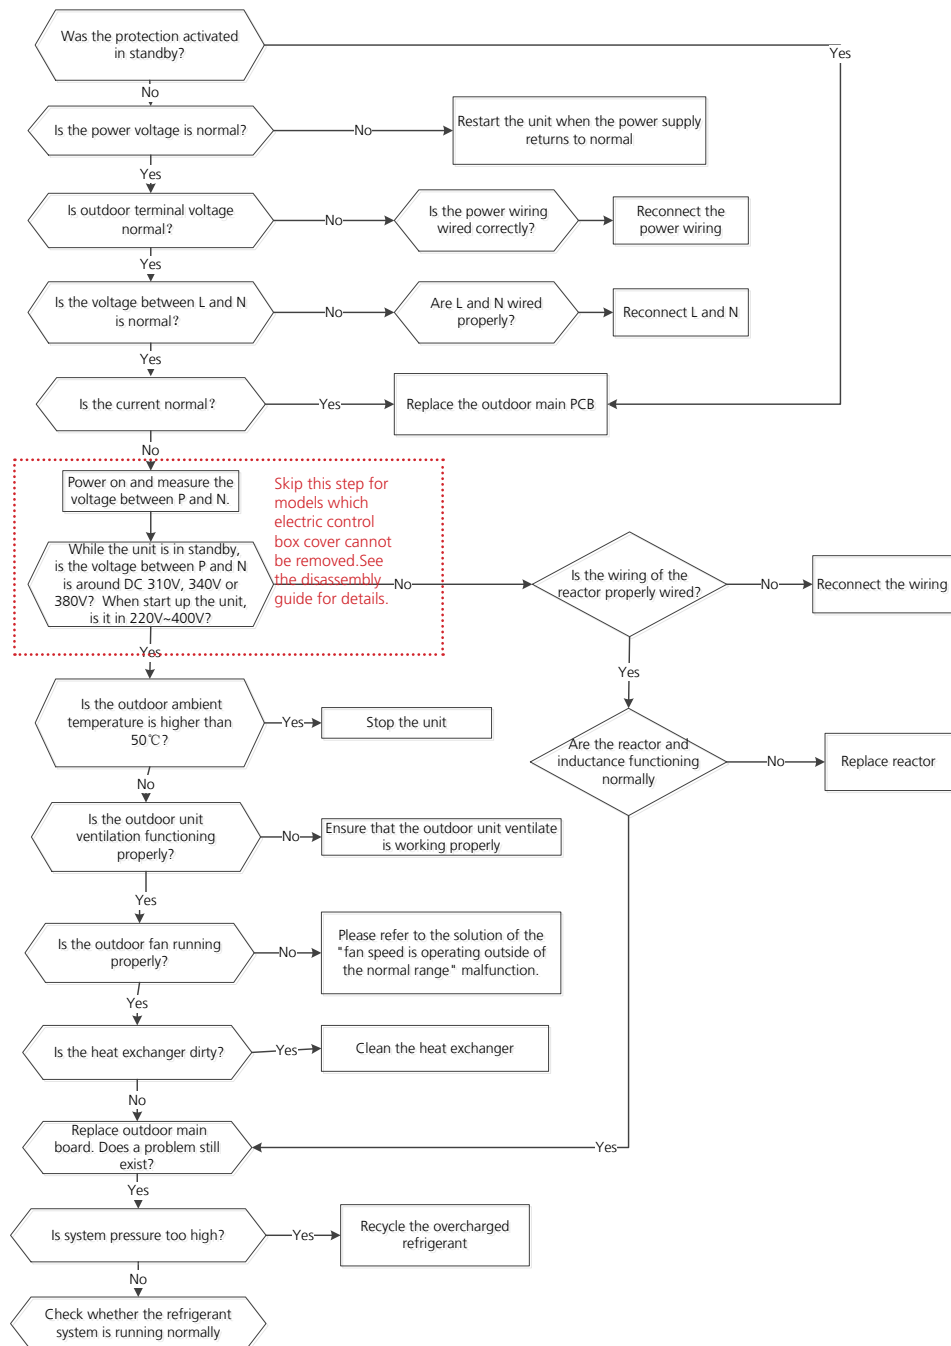 Was the protection activated
in standby?
Yes
No
Is the power voltage is normal?
No
Restart the unit when the power supply
returns to normal
Yes
Is outdoor terminal voltage
normal?
No
Is the power wiring
wired correctly?
Reconnect the
power wiring
Yes
Is the voltage between L and N
is normal?
No
Are L and N wired
properly?
Reconnect L and N
Yes
Is the current normal?
Yes
Replace the outdoor main PCB
No
Power on and measure the
voltage between P and N.
Skip this step for
models which
electric control
box cover cannot
be removed.See
the disassembly
guide for details.
While the unit is in standby,
is the voltage between P and N
is around DC 310V, 340V or
380V? When start up the unit,
is it in 220V~400V?
No
Is the wiring of the
reactor properly wired?
No
Reconnect the wiring
Yes
Yes
Is the outdoor ambient
temperature is higher than
50℃?
Yes
Stop the unit
Are the reactor and
inductance functioning
normally
No
Replace reactor
No
Is the outdoor unit
ventilation functioning
properly?
No
Ensure that the outdoor unit ventilate
is working properly
Yes
Is the outdoor fan running
properly?
No
Please refer to the solution of the
"fan speed is operating outside of
the normal range" malfunction.
Yes
Is the heat exchanger dirty?
Yes
Clean the heat exchanger
No
Replace outdoor main
board. Does a problem still
exist?
Yes
Yes
Is system pressure too high?
Yes
Recycle the overcharged
refrigerant
No
Check whether the refrigerant
system is running normally